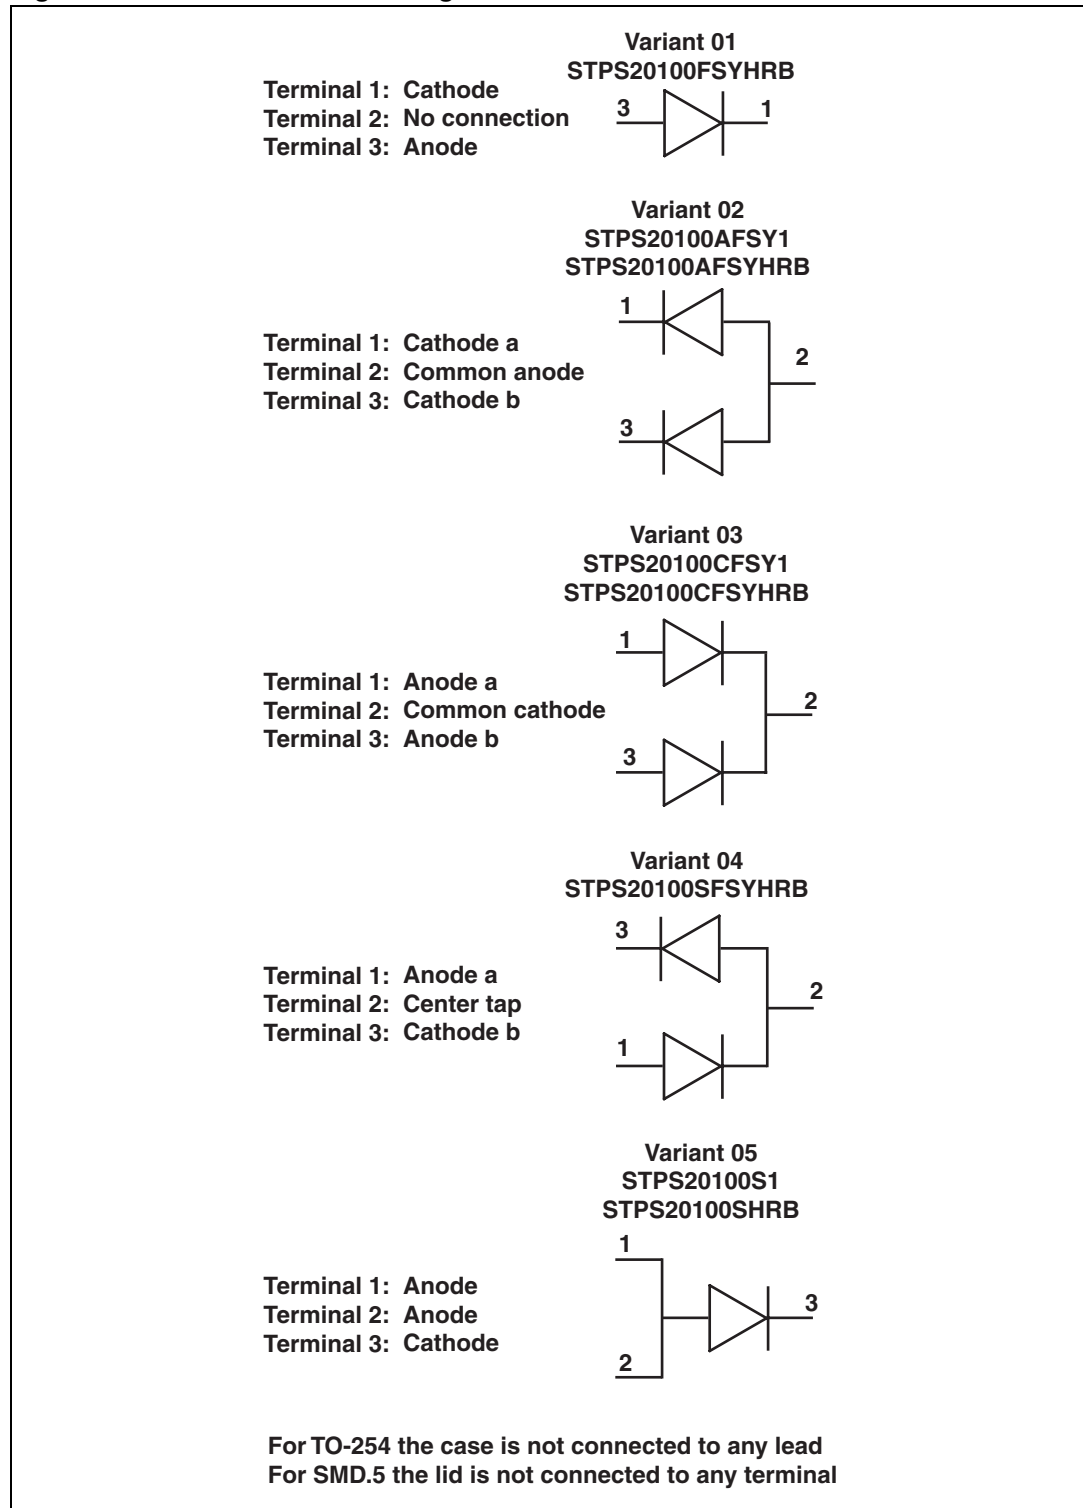 Variant 01
STPS20100FSYHRB
Terminal 1: Cathode
Terminal 2: No connection
Terminal 3: Anode
3
1
Variant 02
STPS20100AFSY1
STPS20100AFSYHRB
1
Terminal 1: Cathode a
Terminal 2: Common anode
Terminal 3: Cathode b
2
3
Variant 03
STPS20100CFSY1
STPS20100CFSYHRB
1
Terminal 1: Anode a
Terminal 2: Common cathode
Terminal 3: Anode b
2
3
Variant 04
STPS20100SFSYHRB
3
Terminal 1: Anode a
Terminal 2: Center tap
Terminal 3: Cathode b
2
1
Variant 05
STPS20100S1
STPS20100SHRB
1
Terminal 1: Anode
Terminal 2: Anode
Terminal 3: Cathode
3
2
For TO-254 the case is not connected to any lead
For SMD.5 the lid is not connected to any terminal